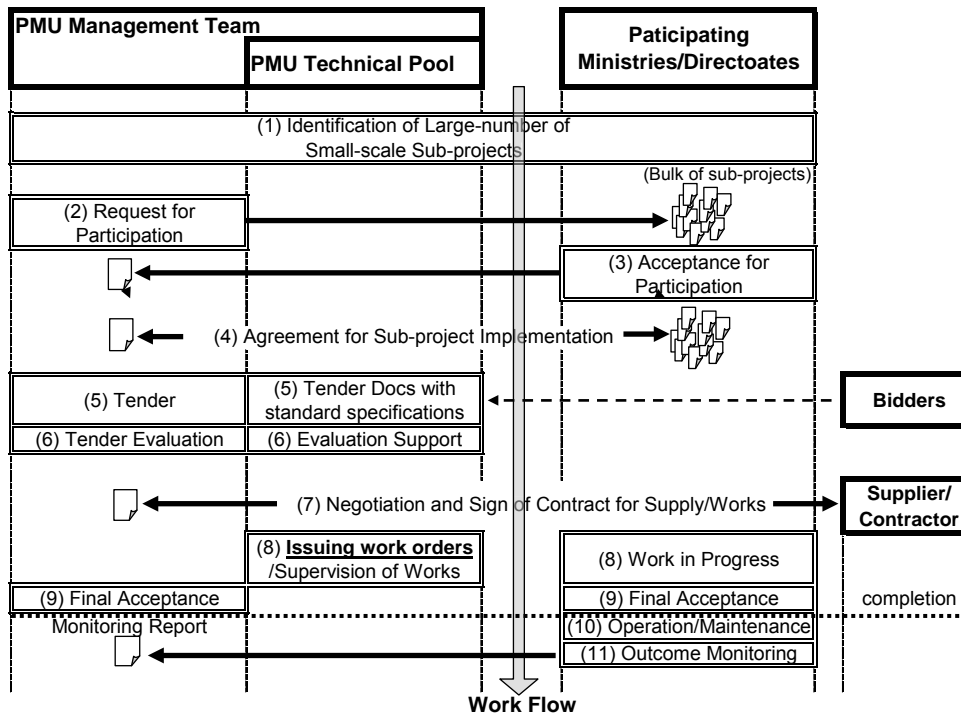 PMU Management Team
PMU Technical Pool
Paticipating
Ministries/Directoates
(1) Identification of Large-number of
Small-scale Sub-projects
(Bulk of sub-projects)
(2) Request for
Participation
(3) Acceptance for
Participation
(4) Agreement for Sub-project Implementation
(5) Tender
(5) Tender Docs with
standard specifications
Bidders
(6) Tender Evaluation
(6) Evaluation Support
(7) Negotiation and Sign of Contract for Supply/Works
Supplier/
Contractor
(8) Issuing work orders
/Supervision of Works
(8) Work in Progress
(9) Final Acceptance
(9) Final Acceptance
completion
Monitoring Report
(10) Operation/Maintenance
(11) Outcome Monitoring
Work Flow